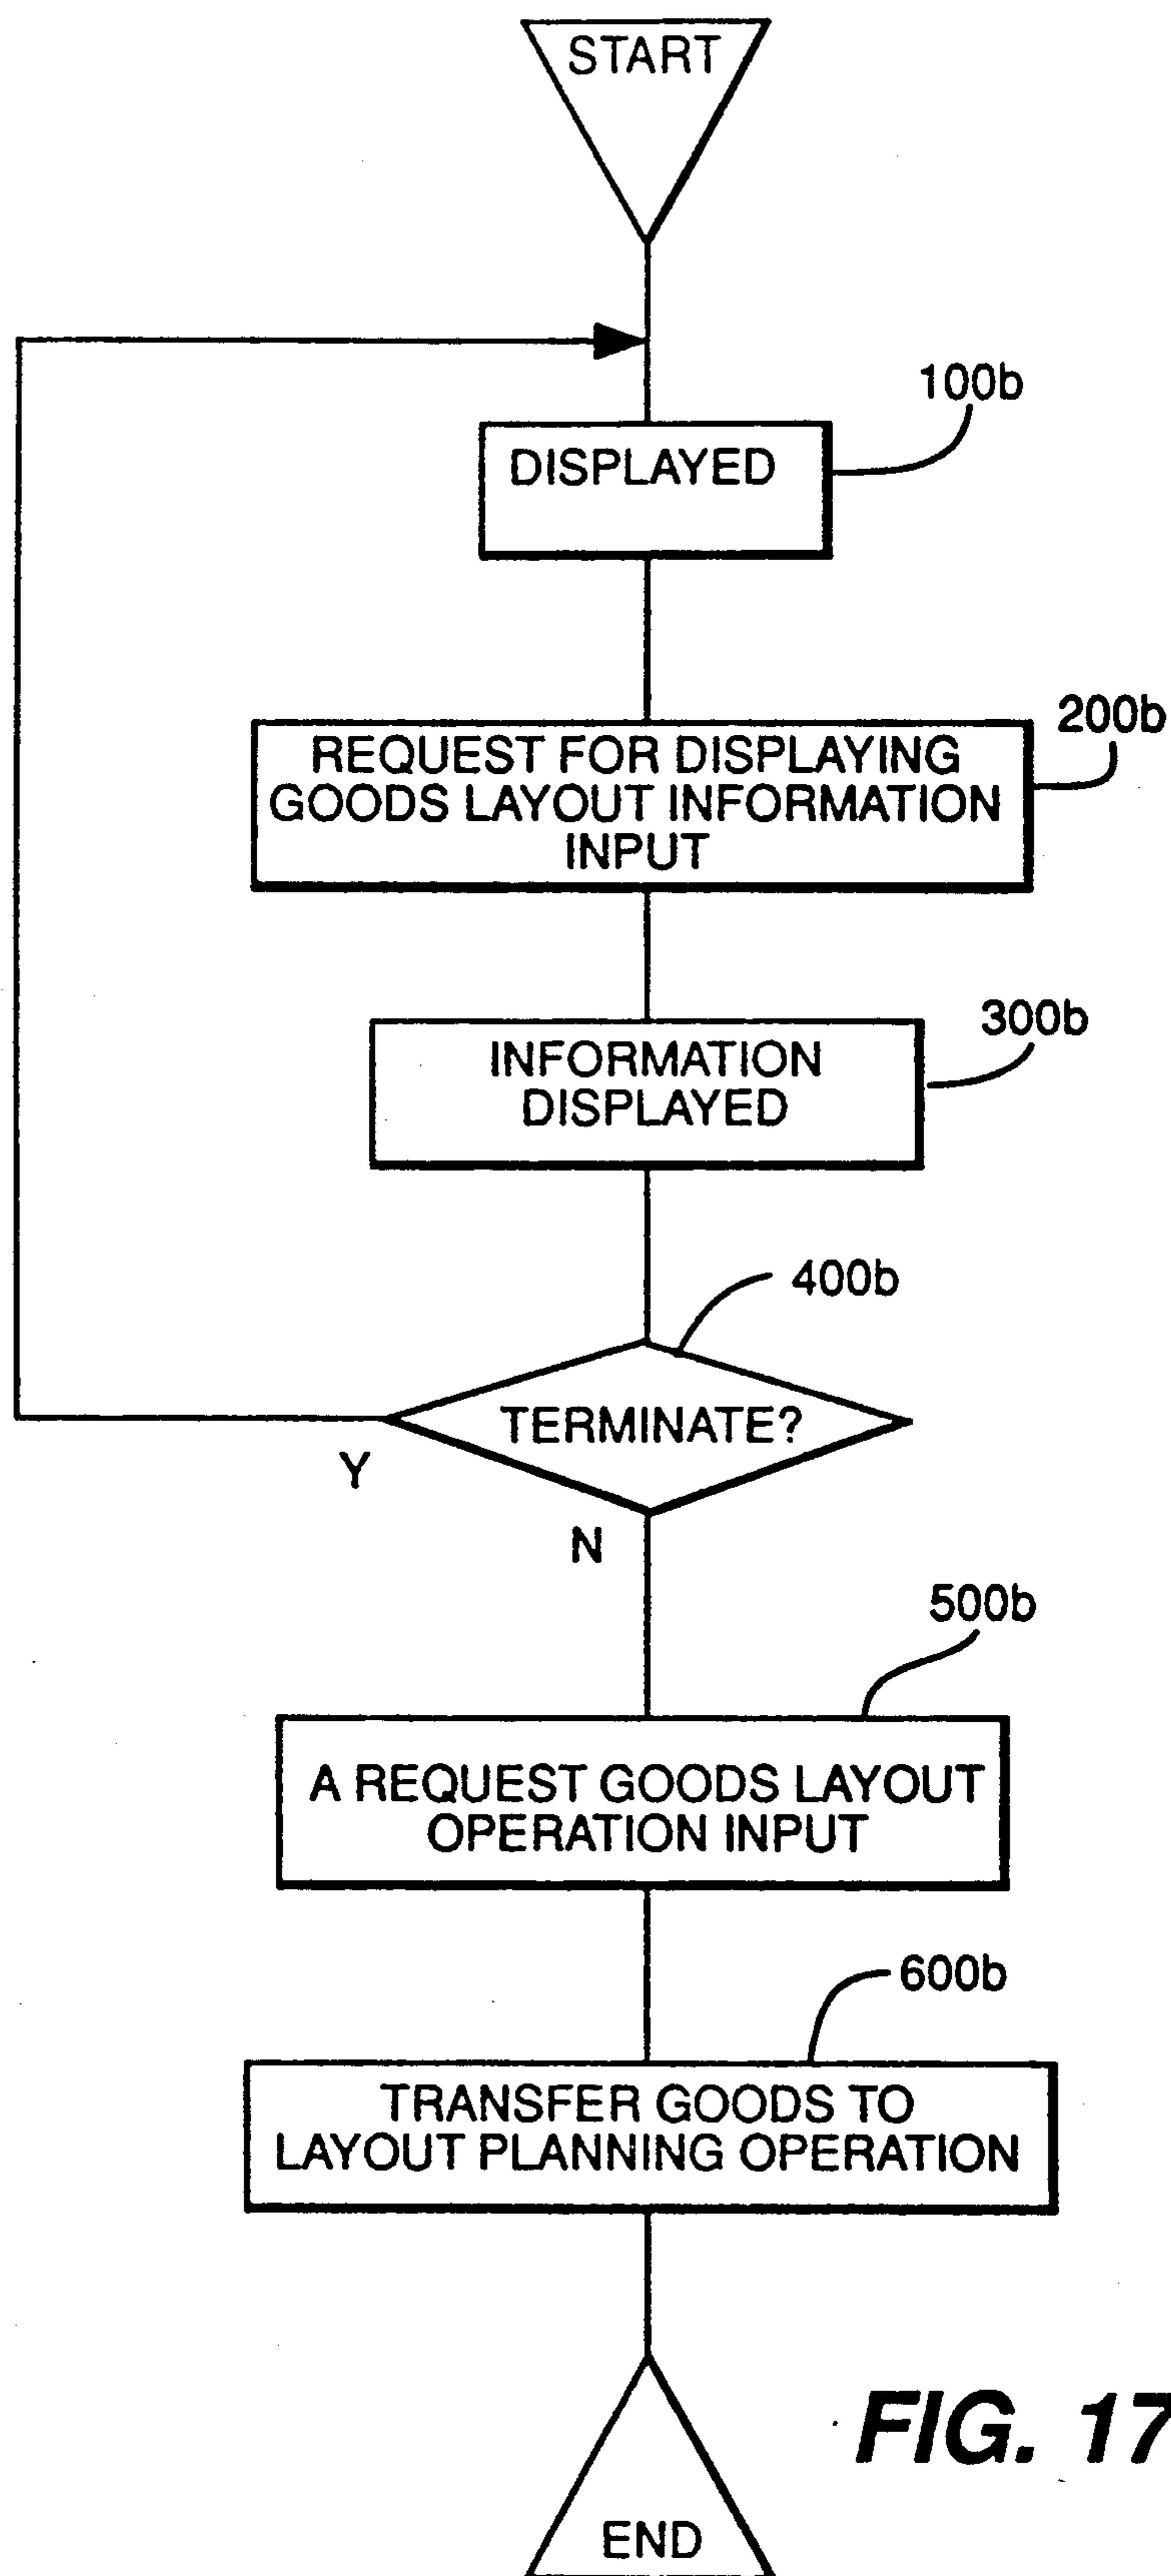 START
100b
DISPLAYED
200b
REQUEST FOR DISPLAYING
GOODS LAYOUT INFORMATION
INPUT
300b
INFORMATION
DISPLAYED
400b
TERMINATE?
Y
N
500b
A REQUEST GOODS LAYOUT
OPERATION INPUT
600b
TRANSFER GOODS TO
LAYOUT PLANNING OPERATION
FIG. 17
END